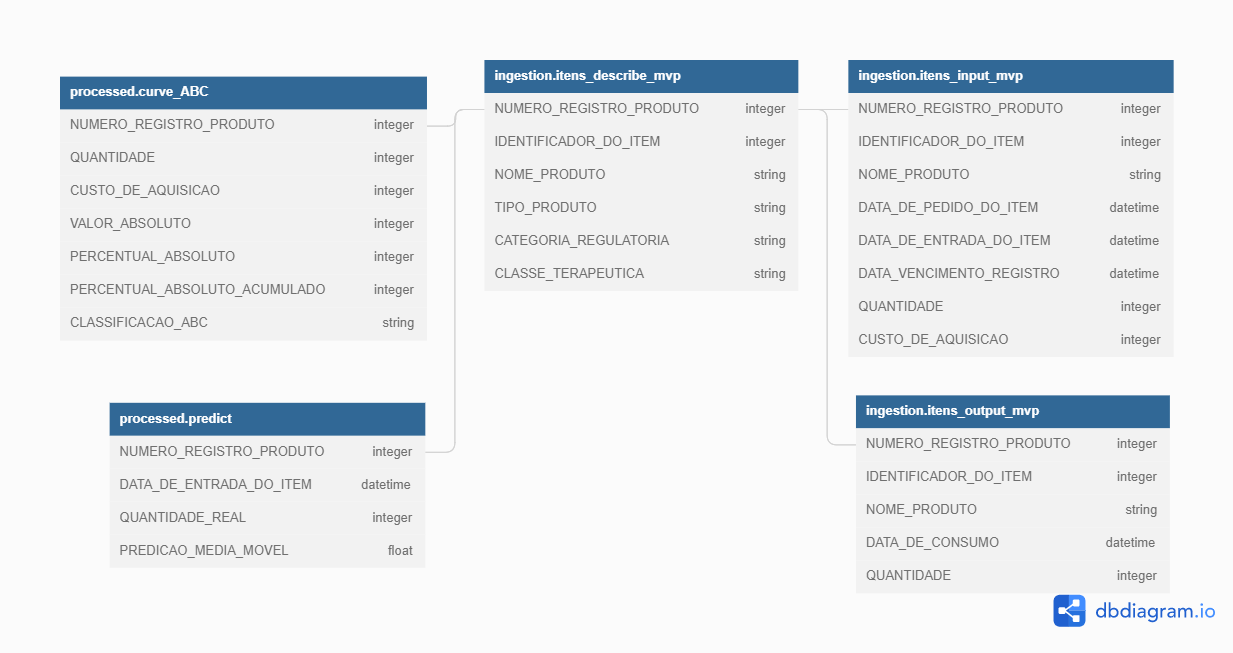 processed.curve_ABC
NUMERO_REGISTRO_PRODUTO integer
QUANTIDADE integer
CUSTO_DE_AQUISICAO integer
VALOR_ABSOLUTO integer
PERCENTUAL_ABSOLUTO integer
PERCENTUAL_ABSOLUTO_ACUMULADO integer
CLASSIFICACAO_ABC string
ingestion.itens_describe_mvp
NUMERO_REGISTRO_PRODUTO integer
IDENTIFICADOR_DO_ITEM integer
NOME_PRODUTO string
TIPO_PRODUTO string
CATEGORIA_REGULATORIA string
CLASSE_TERAPEUTICA string
ingestion.itens_input_mvp
NUMERO_REGISTRO_PRODUTO integer
IDENTIFICADOR_DO_ITEM integer
NOME_PRODUTO string
DATA_DE_PEDIDO_DO_ITEM datetime
DATA_DE_ENTRADA_DO_ITEM datetime
DATA_VENCIMENTO_REGISTRO datetime
QUANTIDADE integer
CUSTO_DE_AQUISICAO integer
processed.predict
NUMERO_REGISTRO_PRODUTO integer
DATA_DE_ENTRADA_DO_ITEM datetime
QUANTIDADE_REAL integer
PREDICAO_MEDIA_MOVEL float
ingestion.itens_output_mvp
NUMERO_REGISTRO_PRODUTO integer
IDENTIFICADOR_DO_ITEM integer
NOME_PRODUTO string
DATA_DE_CONSUMO datetime
QUANTIDADE integer
dbdiagram.io